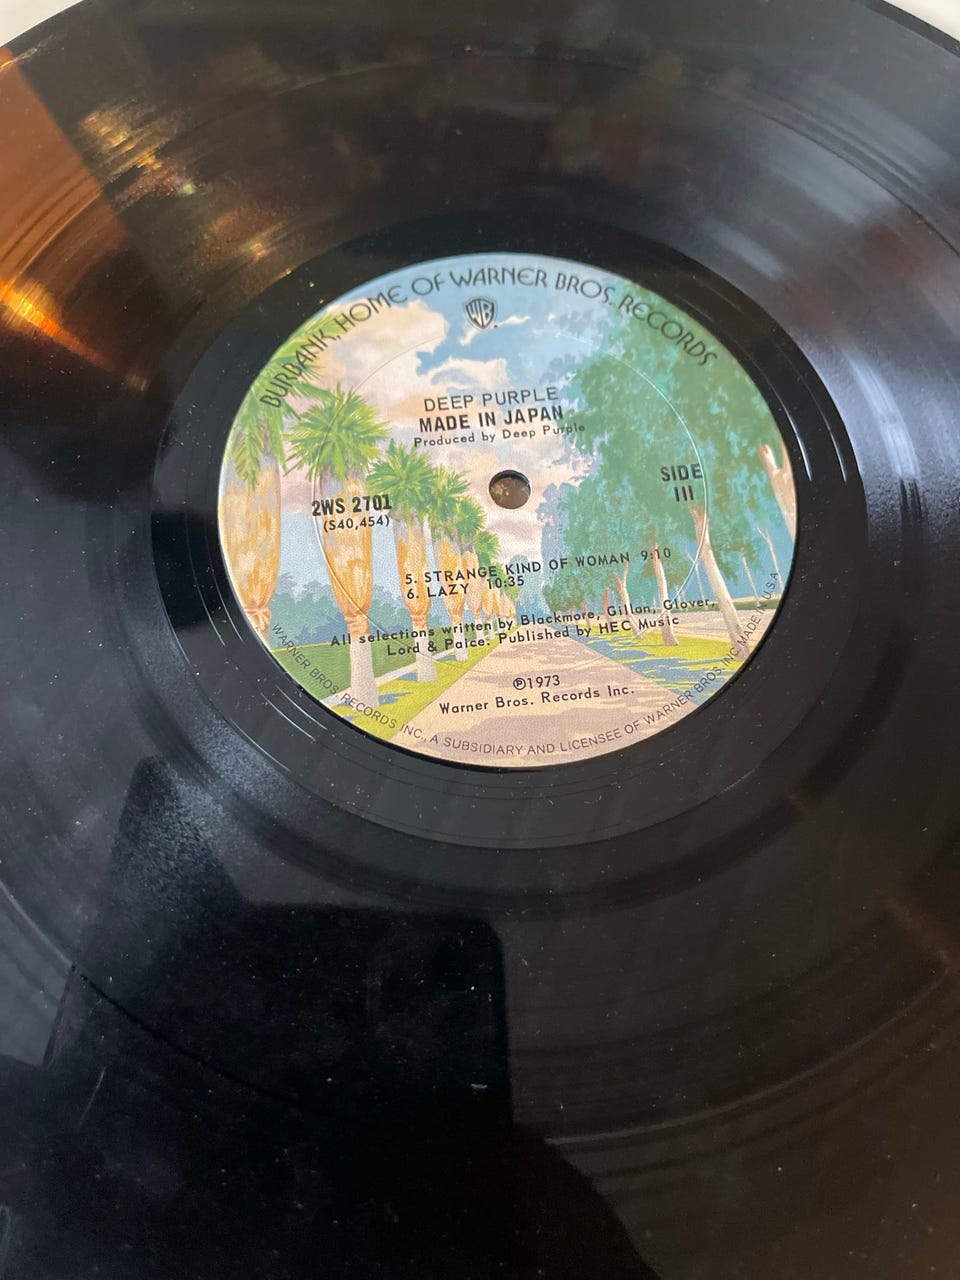 BURBANK, HOME OF WARNER BROS. RECORDS
WB
DEEP PURPLE
MADE IN JAPAN
Produced by Deep Purple
2WS 2701
(S40,454)
SIDE
III
5. STRANGE KIND OF WOMAN 9:10
6. LAZY 10:35
All selections written by Blackmore, Gillan, Glover,
Lord & Paice. Published by HEC Music
℗1973
Warner Bros. Records Inc.
WARNER BROS. RECORDS INC., A SUBSIDIARY AND LICENSEE OF WARNER BROS. INC. MADE IN U.S.A.